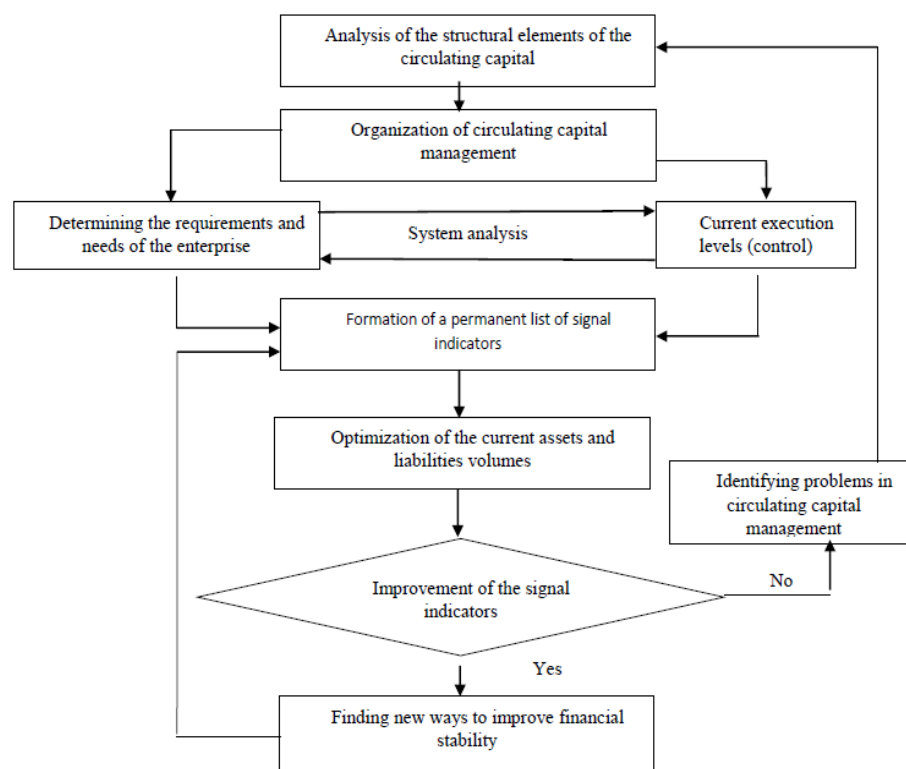 Analysis of the structural elements of the
circulating capital
Organization of circulating capital
management
Determining the requirements and
needs of the enterprise
System analysis
Current execution
levels (control)
Formation of a permanent list of signal
indicators
Optimization of the current assets and
liabilities volumes
Identifying problems in
circulating capital
management
Improvement of the signal
indicators
No
Yes
Finding new ways to improve financial
stability